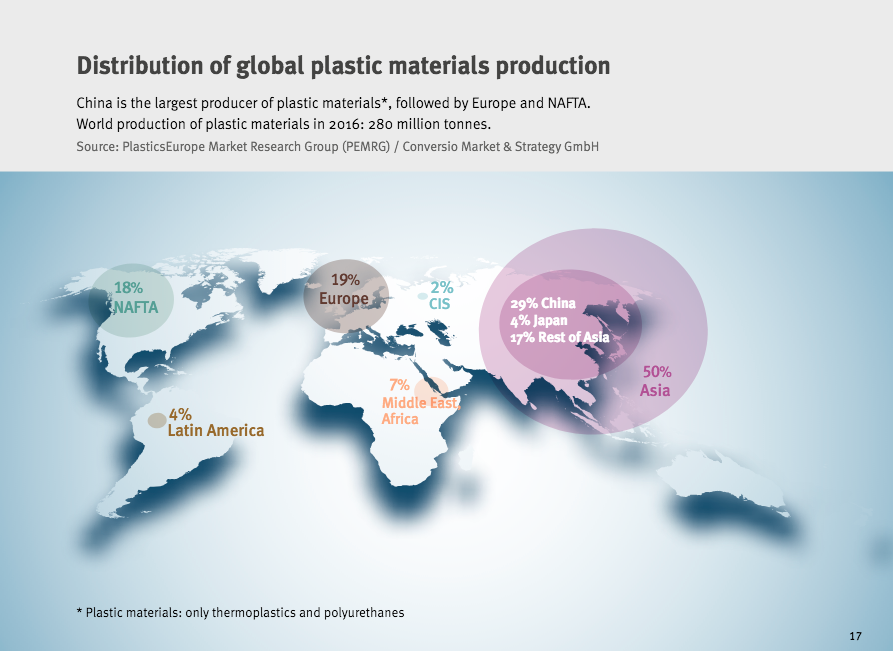 Distribution of global plastic materials production
China is the largest producer of plastic materials*, followed by Europe and NAFTA.
World production of plastic materials in 2016: 280 million tonnes.
Source: PlasticsEurope Market Research Group (PEMRG) / Conversio Market & Strategy GmbH
18%
NAFTA
19%
Europe
2%
CIS
29% China
4% Japan
17% Rest of Asia
50%
Asia
7%
Middle East,
Africa
4%
Latin America
* Plastic materials: only thermoplastics and polyurethanes
17